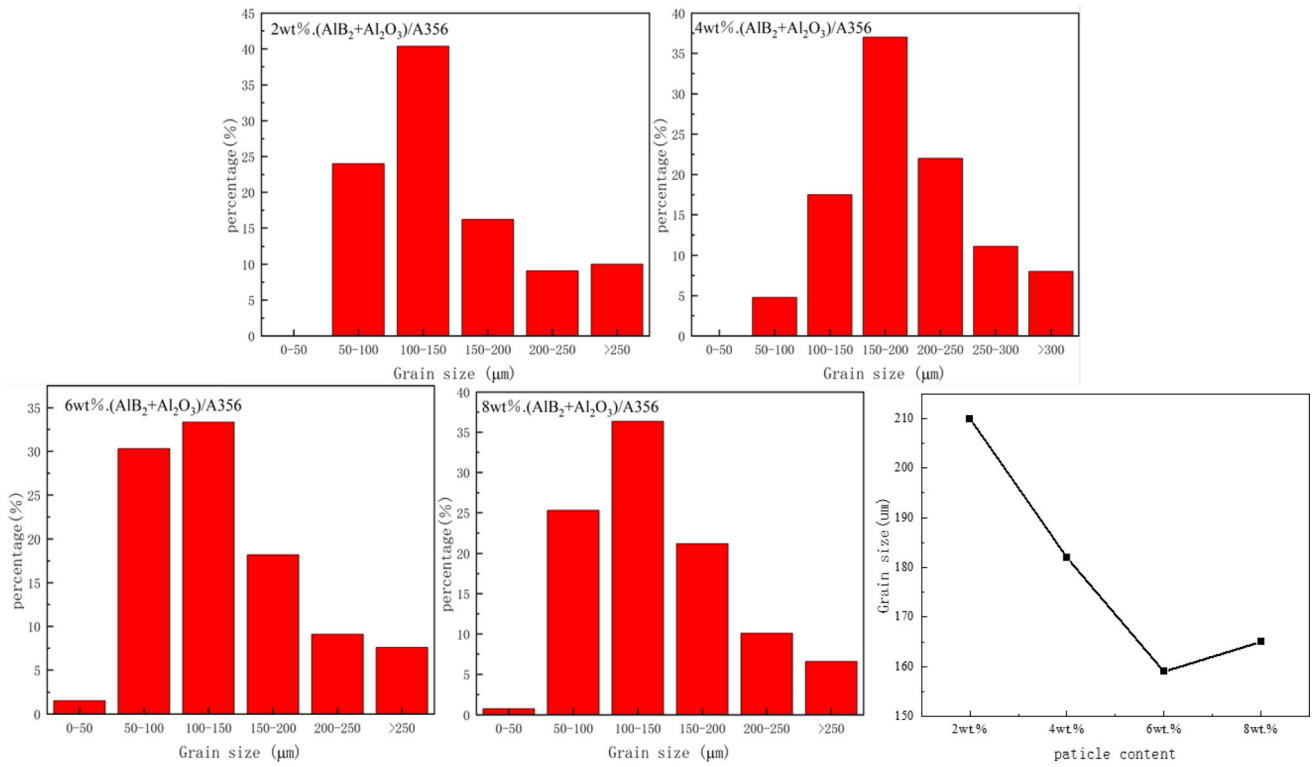 2wt%.(AlB₂+Al₂O₃)/A356
percentage(%)
45
40
35
30
25
20
15
10
5
0
0-50 50-100 100-150 150-200 200-250 >250
Grain size (μm)
4wt%.(AlB₂+Al₂O₃)/A356
percentage(%)
40
35
30
25
20
15
10
5
0
0-50 50-100 100-150 150-200 200-250 250-300 >300
Grain size (μm)
6wt%.(AlB₂+Al₂O₃)/A356
percentage(%)
35
30
25
20
15
10
5
0
0-50 50-100 100-150 150-200 200-250 >250
Grain size (μm)
8wt%.(AlB₂+Al₂O₃)/A356
percentage(%)
40
35
30
25
20
15
10
5
0
0-50 50-100 100-150 150-200 200-250 >250
Grain size (μm)
Grain size(um)
210
200
190
180
170
160
150
2wt.% 4wt.% 6wt.% 8wt.%
paticle content